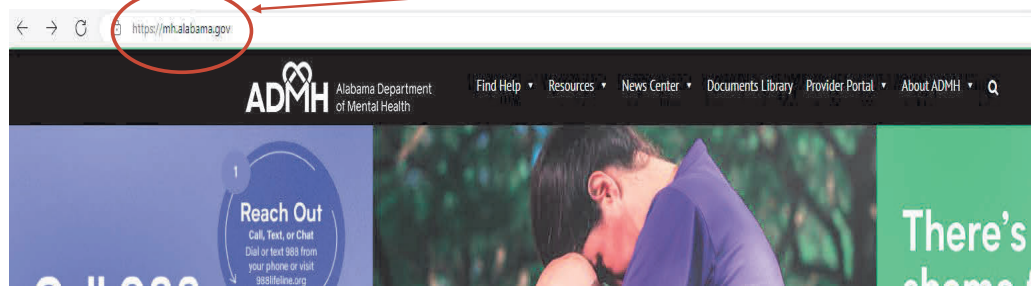 https://mh.alabama.gov
ADMH
Alabama Department
of Mental Health
Find Help
Resources
News Center
Documents Library
Provider Portal
About ADMH
1
Reach Out
Call, Text, or Chat
Dial or text 988 from
your phone or visit
988lifeline.org
There's